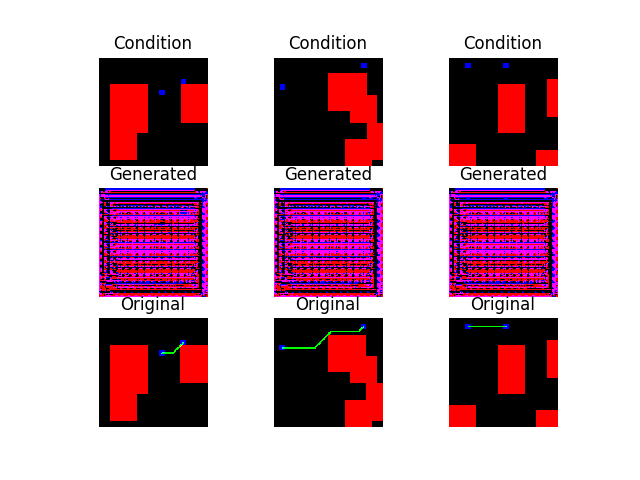 Condition Condition Condition
Generated Generated Generated
Original Original Original